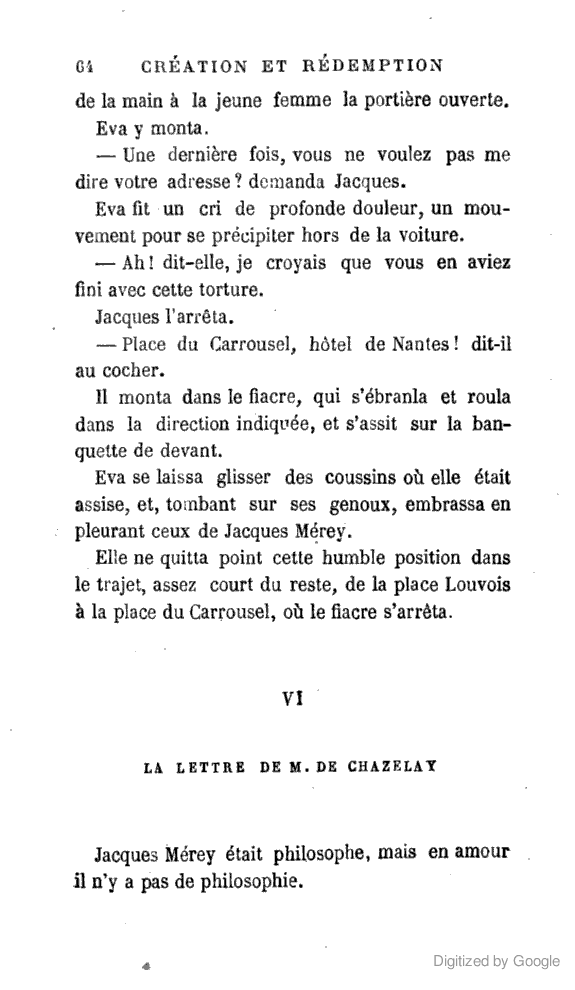 64 CRÉATION ET RÉDEMPTION
de la main à la jeune femme la portière ouverte.
Eva y monta.
— Une dernière fois, vous ne voulez pas me
dire votre adresse ? demanda Jacques.
Eva fit un cri de profonde douleur, un mou-
vement pour se précipiter hors de la voiture.
— Ah ! dit-elle, je croyais que vous en aviez
fini avec cette torture.
Jacques l'arrêta.
— Place du Carrousel, hôtel de Nantes ! dit-il
au cocher.
Il monta dans le fiacre, qui s'ébranla et roula
dans la direction indiquée, et s'assit sur la ban-
quette de devant.
Eva se laissa glisser des coussins où elle était
assise, et, tombant sur ses genoux, embrassa en
pleurant ceux de Jacques Mérey.
Elle ne quitta point cette humble position dans
le trajet, assez court du reste, de la place Louvois
à la place du Carrousel, où le fiacre s'arrêta.
VI
LA LETTRE DE M. DE CHAZELAY
Jacques Mérey était philosophe, mais en amour
il n'y a pas de philosophie.
Digitized by Google